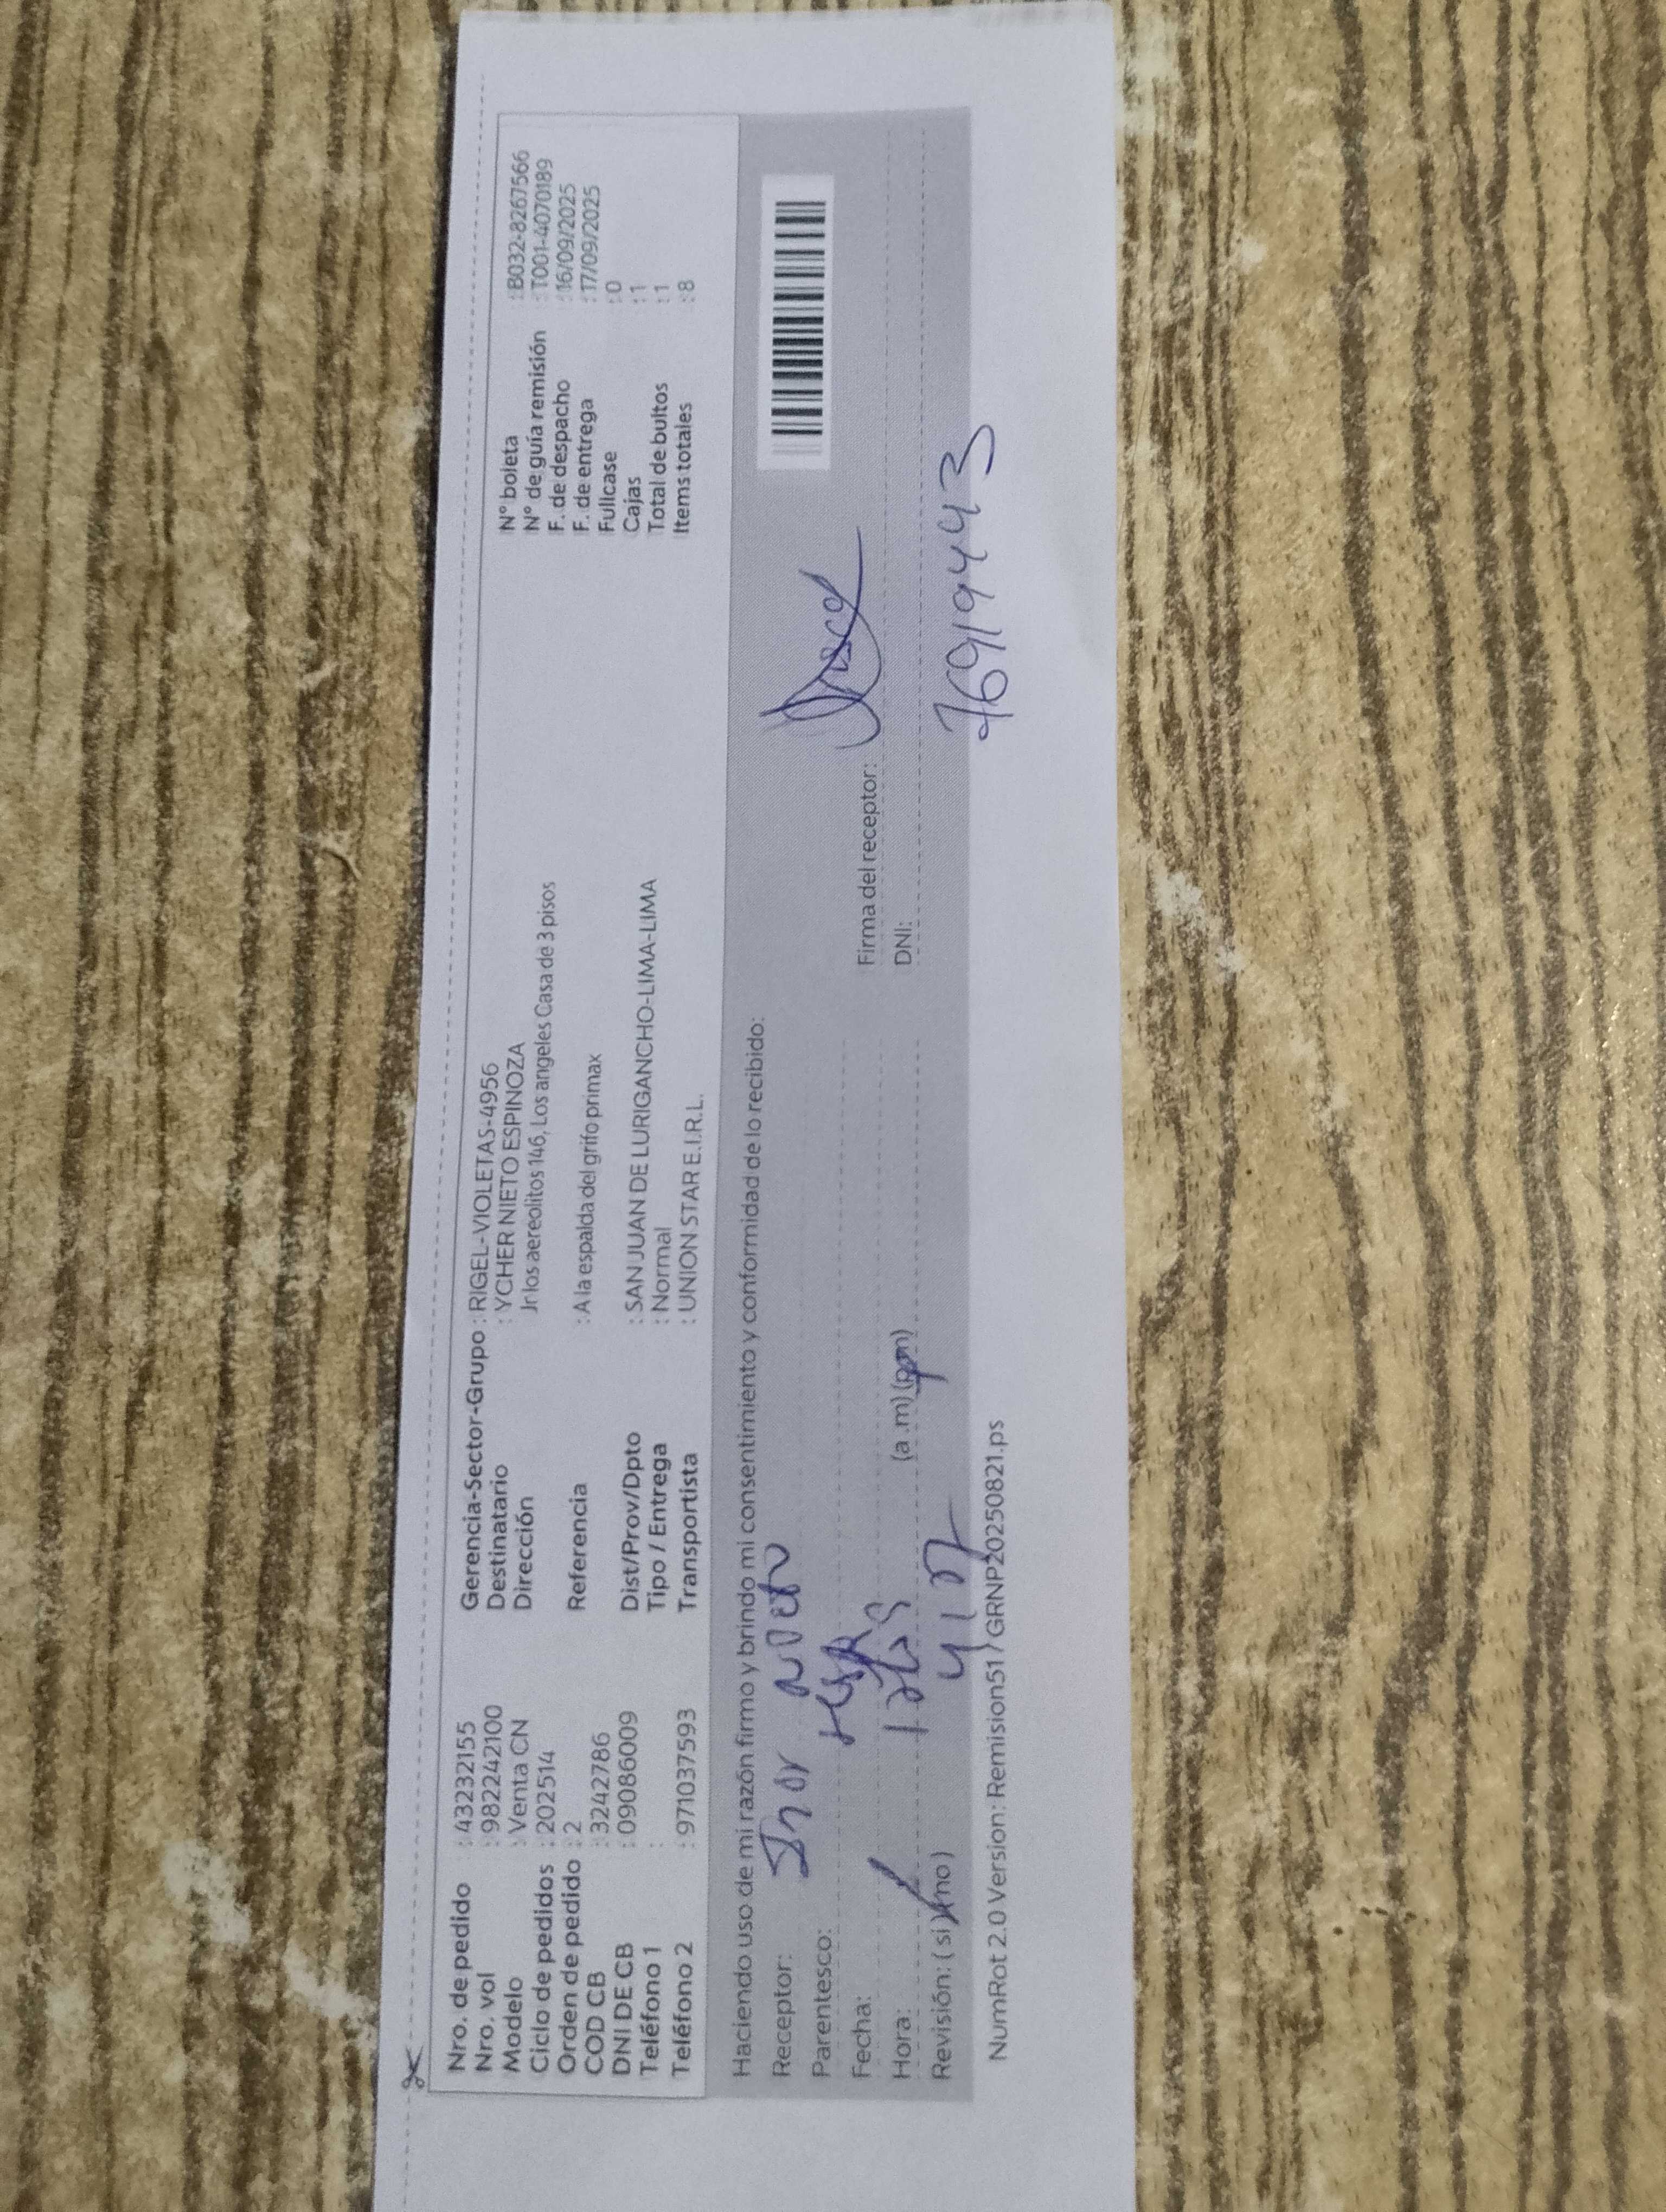 Nro. de pedido : 43232155
Nro. vol : 982242100
Modelo : Venta CN
Ciclo de pedidos : 202514
Orden de pedido : 2
COD CB : 3242786
DNI DE CB : 09086009
Teléfono 1 :
Teléfono 2 : 971037593
Gerencia-Sector-Grupo : RIGEL-VIOLETAS-4956
Destinatario : YCHER NIETO ESPINOZA
Dirección Jr los aereolitos 146, Los angeles Casa de 3 pisos
Referencia : A la espalda del grifo primax
Dist/Prov/Dpto : SAN JUAN DE LURIGANCHO-LIMA-LIMA
Tipo / Entrega : Normal
Transportista : UNION STAR E.I.R.L.
N° boleta : B032-8267566
N° de guía remisión : T001-4070189
F. de despacho : 16/09/2025
F. de entrega : 17/09/2025
Fullcase : 0
Cajas : 1
Total de bultos : 1
Items totales : 8
Haciendo uso de mi razón firmo y brindo mi consentimiento y conformidad de lo recibido:
Receptor: Nieto
Parentesco:
Fecha:
Hora: (a .m) (pm)
Revisión: ( si ) ( no )
Firma del receptor:
DNI: 76919443
NumRot 2.0 Version: Remision51 / GRNP20250821.ps